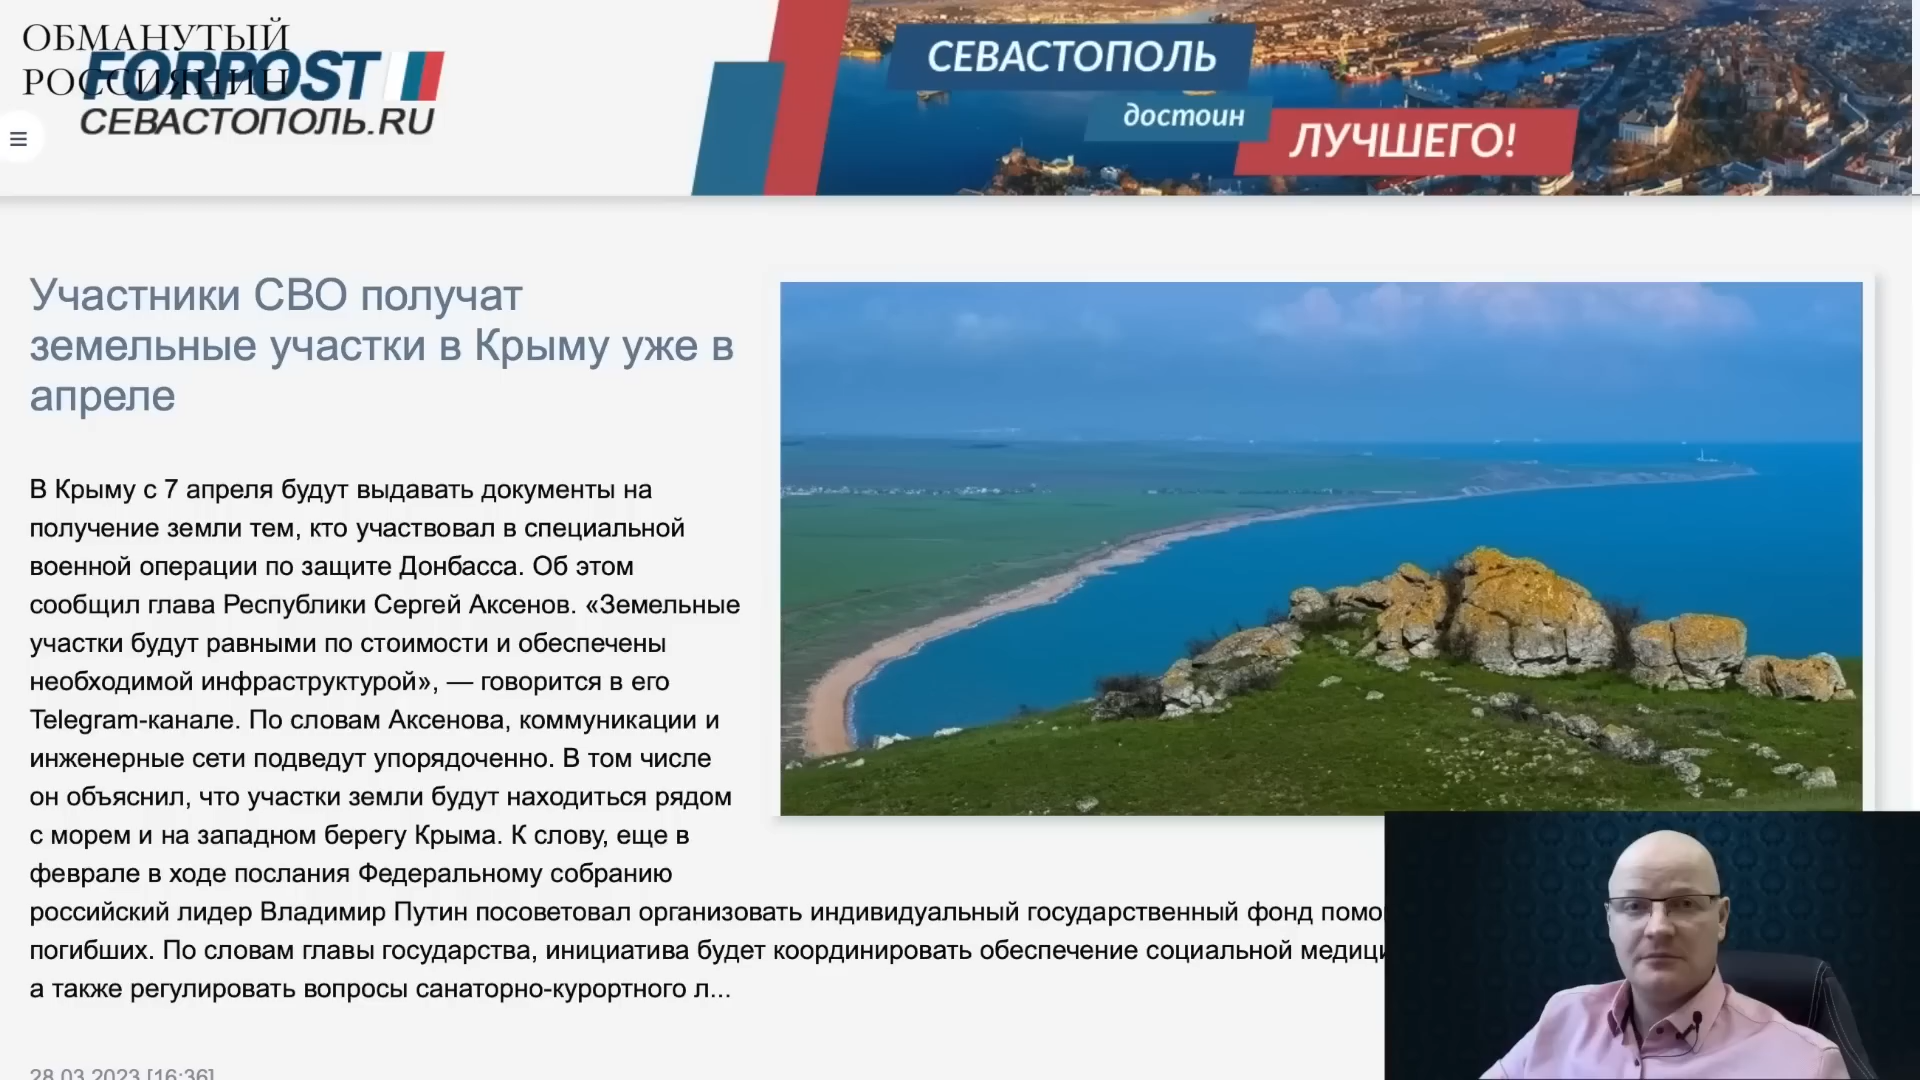 ОБМАНУТЫЙ
РОССИЯНИН
FORPOST
СЕВАСТОПОЛЬ.RU
СЕВАСТОПОЛЬ
достоин
ЛУЧШЕГО!
Участники СВО получат
земельные участки в Крыму уже в
апреле
В Крыму с 7 апреля будут выдавать документы на
получение земли тем, кто участвовал в специальной
военной операции по защите Донбасса. Об этом
сообщил глава Республики Сергей Аксенов. «Земельные
участки будут равными по стоимости и обеспечены
необходимой инфраструктурой», — говорится в его
Telegram-канале. По словам Аксенова, коммуникации и
инженерные сети подведут упорядоченно. В том числе
он объяснил, что участки земли будут находиться рядом
с морем и на западном берегу Крыма. К слову, еще в
феврале в ходе послания Федеральному собранию
российский лидер Владимир Путин посоветовал организовать индивидуальный государственный фонд помо
погибших. По словам главы государства, инициатива будет координировать обеспечение социальной медици
а также регулировать вопросы санаторно-курортного л...
28.03.2023 [16:36]